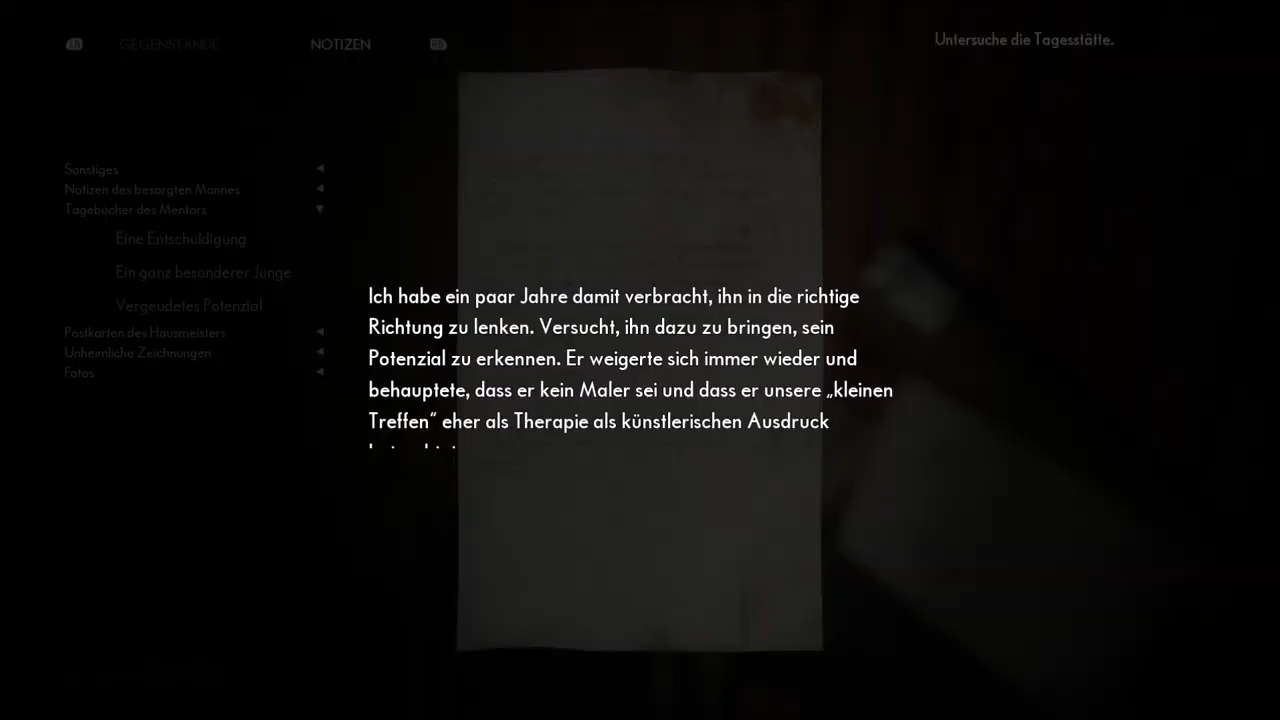 LB GEGENSTÄNDE NOTIZEN RB
Untersuche die Tagesstätte.
Sonstiges
Notizen des besorgten Mannes
Tagebücher des Mentors
Eine Entschuldigung
Ein ganz besonderer Junge
Vergeudetes Potenzial
Postkarten des Hausmeisters
Unheimliche Zeichnungen
Fotos
Ich habe ein paar Jahre damit verbracht, ihn in die richtige
Richtung zu lenken. Versucht, ihn dazu zu bringen, sein
Potenzial zu erkennen. Er weigerte sich immer wieder und
behauptete, dass er kein Maler sei und dass er unsere „kleinen
Treffen“ eher als Therapie als künstlerischen Ausdruck